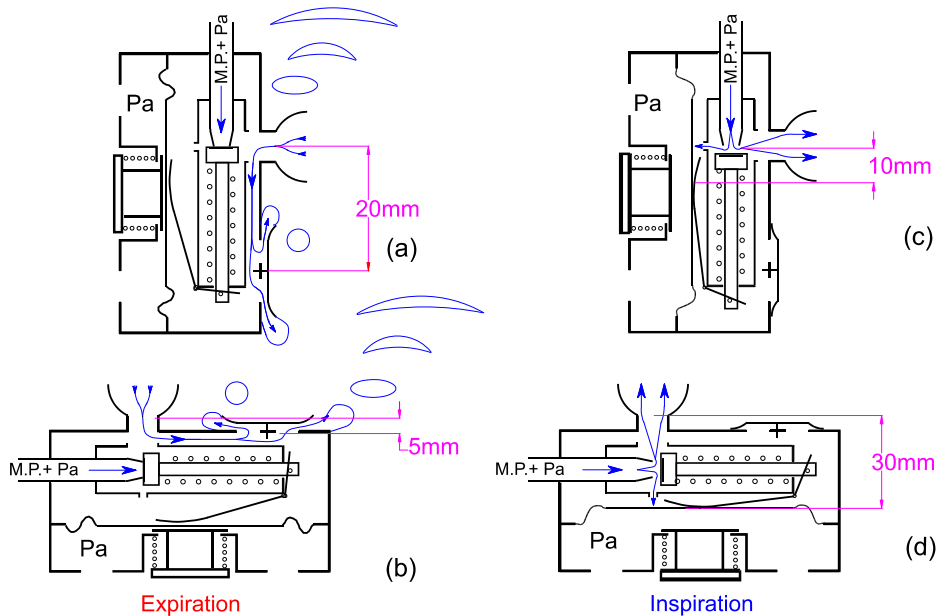 M.P.+ Pa
Pa
20mm
(a)
M.P.+ Pa
Pa
10mm
(c)
5mm
M.P.+ Pa
Pa
(b)
Expiration
M.P.+ Pa
30mm
Pa
(d)
Inspiration